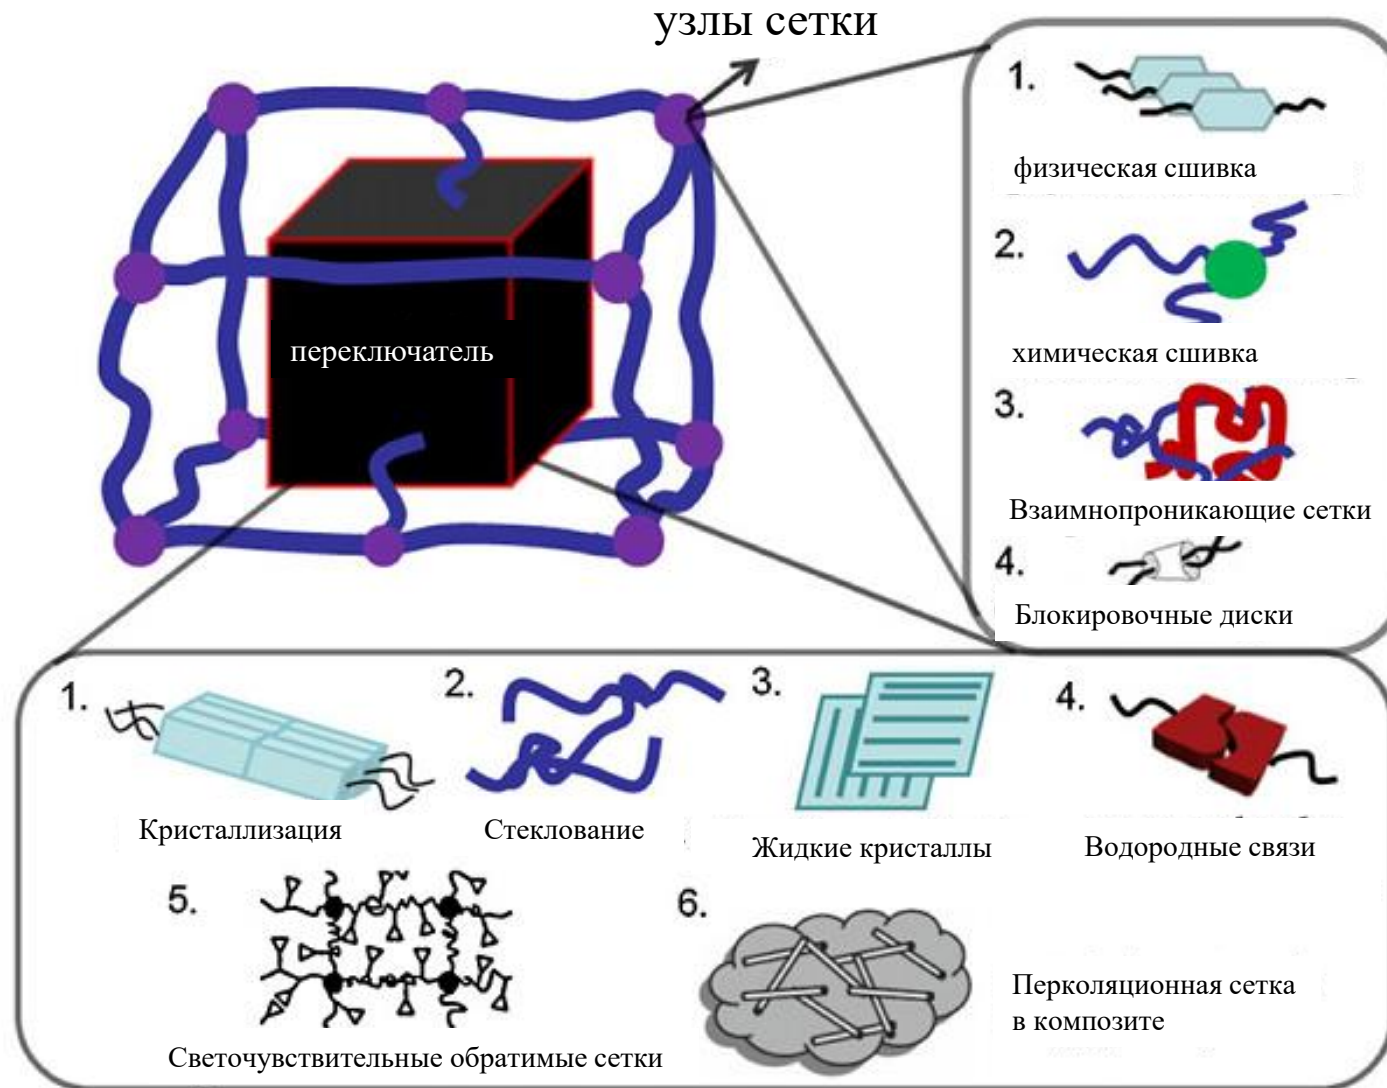 узлы сетки
переключатель
1.
физическая сшивка
2.
химическая сшивка
3.
Взаимнопроникающие сетки
4.
Блокировочные диски
1.
Кристаллизация
2.
Стеклование
3.
Жидкие кристаллы
4.
Водородные связи
5.
Светочувствительные обратимые сетки
6.
Перколяционная сетка
в композите